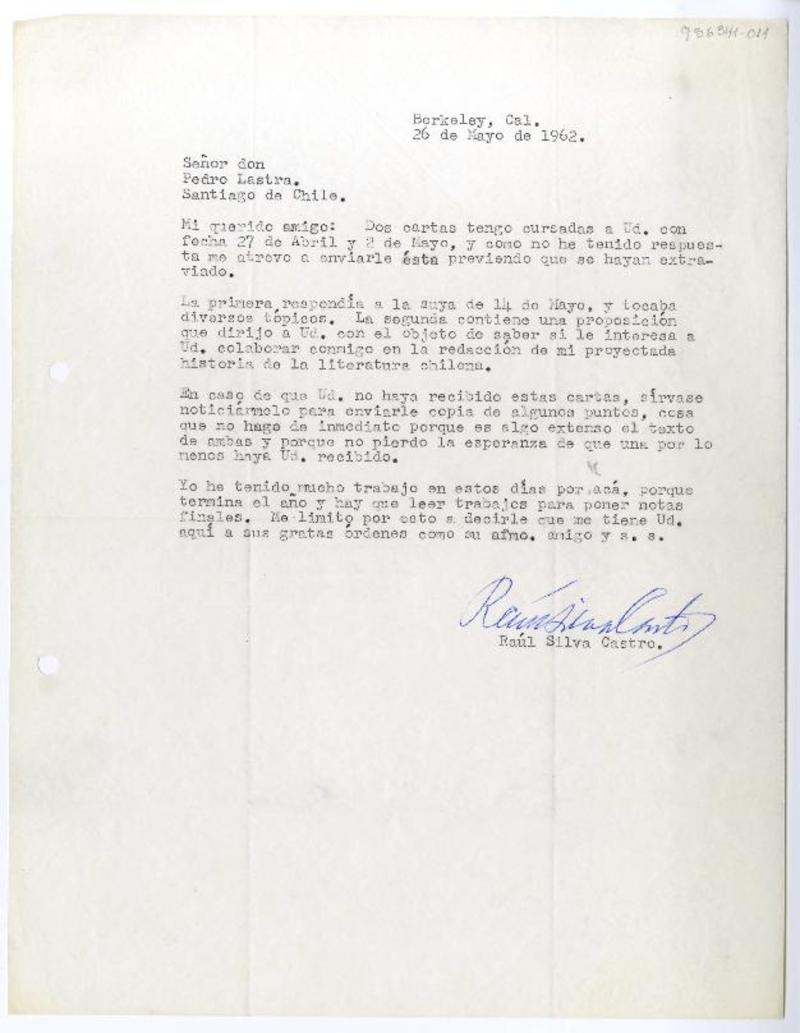 936341-011
Berkeley, Cal.
26 de Mayo de 1962.
Señor don
Pedro Lastra.
Santiago de Chile.
Mi querido amigo: Dos cartas tengo cursadas a Ud. con
fecha 27 de Abril y 2 de Mayo, y como no he tenido respues-
ta me atrevo a enviarle ésta previendo que se hayan extra-
viado.
La primera respondía a la suya de 14 de Mayo, y tocaba
diversos tópicos. La segunda contiene una proposición
que dirijo a Ud. con el objeto de saber si le interesa a
Ud. colaborar conmigo en la redacción de mi proyectada
historia de la literatura chilena.
En caso de que Ud. no haya recibido estas cartas, sírvase
noticiármelo para enviarle copia de algunos puntos, cosa
que no hago de inmediato porque es algo extenso el texto
de ambas y porque no pierdo la esperanza de que una por lo
menos haya Ud. recibido.
Yo he tenido mucho trabajo en estos días por acá, porque
termina el año y hay que leer trabajos para poner notas
finales. Me limito por esto a decirle que me tiene Ud.
aquí a sus gratas órdenes como su afmo. amigo y s. s.
Raúl Silva Castro
Raúl Silva Castro.